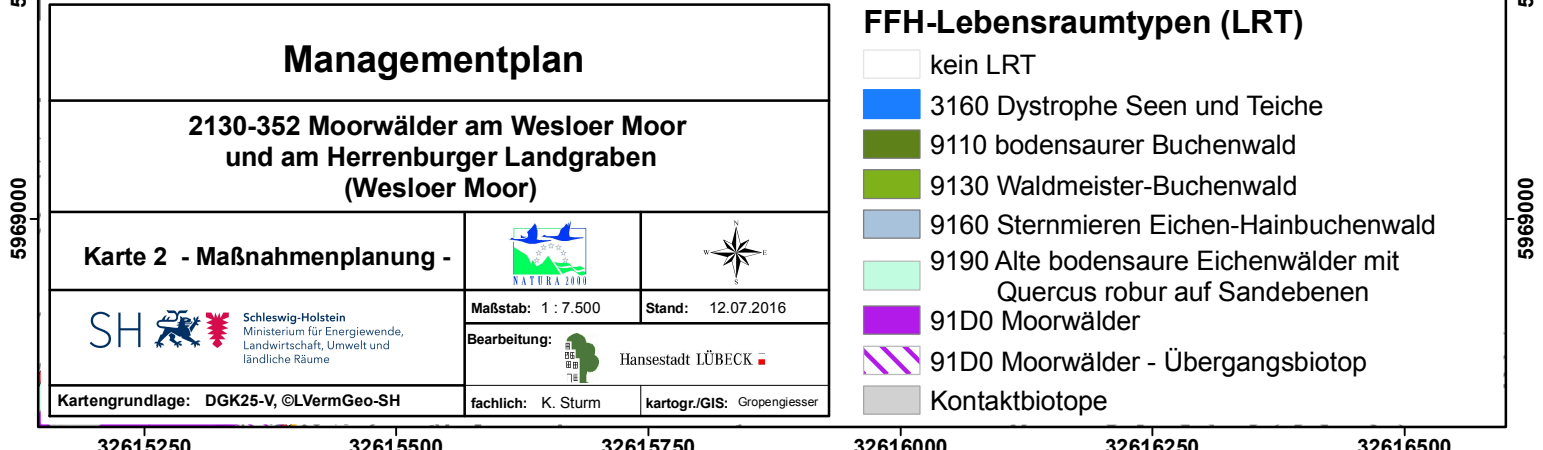 Managementplan
2130-352 Moorwälder am Wesloer Moor
und am Herrenburger Landgraben
(Wesloer Moor)
Karte 2 - Maßnahmenplanung -
NATURA 2000
N
W
E
S
SH
Schleswig-Holstein
Ministerium für Energiewende,
Landwirtschaft, Umwelt und
ländliche Räume
Maßstab: 1 : 7.500
Stand: 12.07.2016
Bearbeitung:
Hansestadt LÜBECK
Kartengrundlage: DGK25-V, ©LVermGeo-SH
fachlich: K. Sturm
kartogr./GIS: Gropengiesser
FFH-Lebensraumtypen (LRT)
kein LRT
3160 Dystrophe Seen und Teiche
9110 bodensaurer Buchenwald
9130 Waldmeister-Buchenwald
9160 Sternmieren Eichen-Hainbuchenwald
9190 Alte bodensaure Eichenwälder mit
Quercus robur auf Sandebenen
91D0 Moorwälder
91D0 Moorwälder - Übergangsbiotop
Kontaktbiotope
5969000
5969000
32615250
32615500
32615750
32616000
32616250
32616500